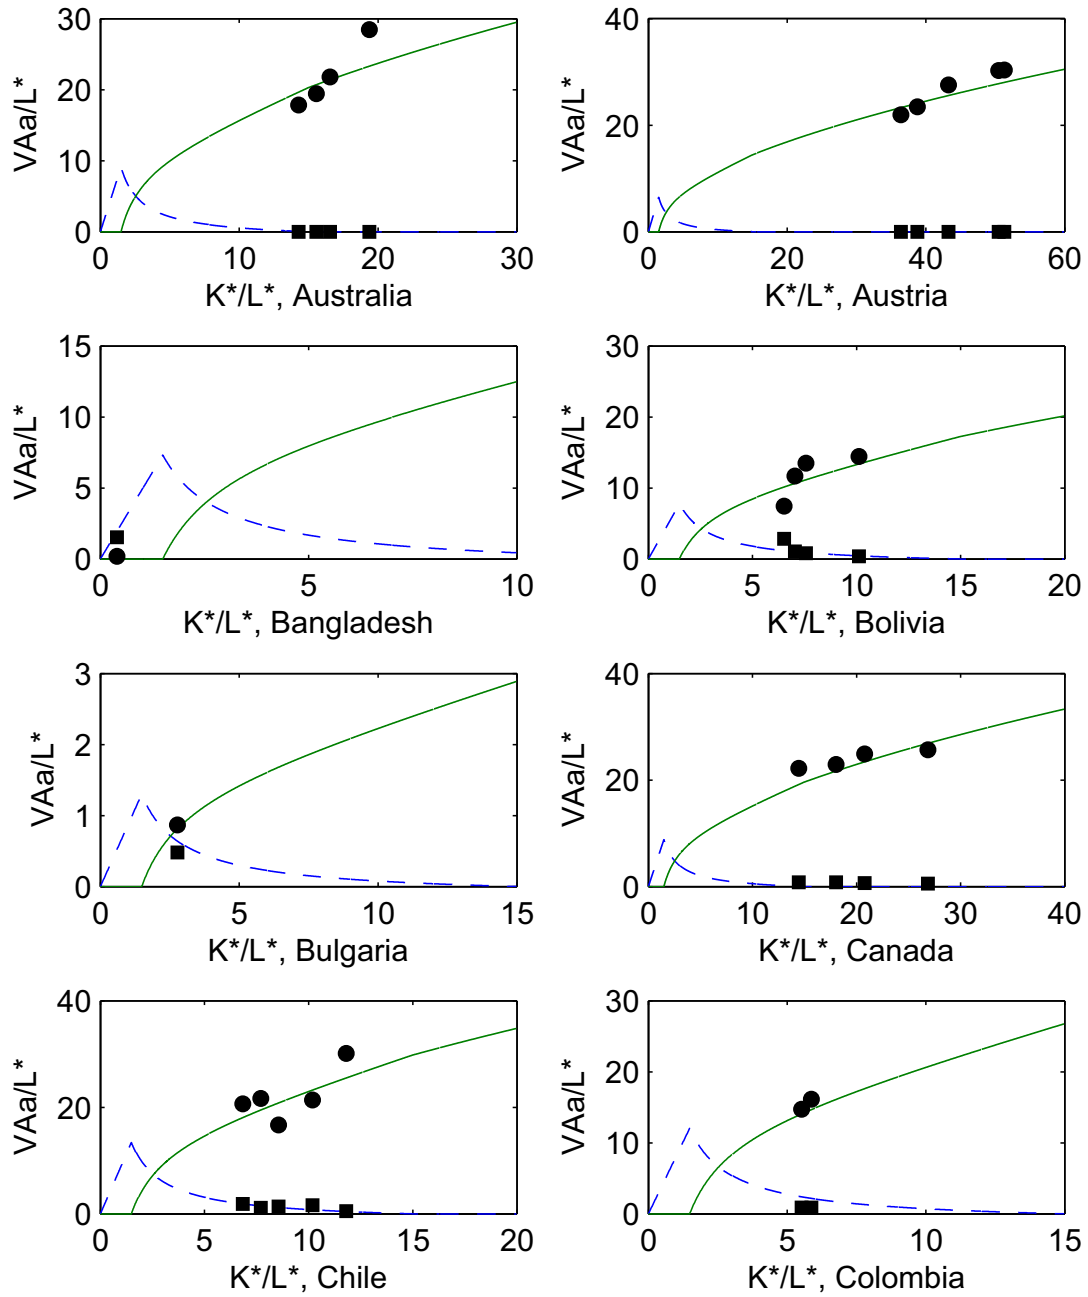 30
20
10
0
VAa/L*
0 10 20 30
K*/L*, Australia
40
20
0
VAa/L*
0 20 40 60
K*/L*, Austria
15
10
5
0
VAa/L*
0 5 10
K*/L*, Bangladesh
30
20
10
0
VAa/L*
0 5 10 15 20
K*/L*, Bolivia
3
2
1
0
VAa/L*
0 5 10 15
K*/L*, Bulgaria
40
20
0
VAa/L*
0 10 20 30 40
K*/L*, Canada
40
20
0
VAa/L*
0 5 10 15 20
K*/L*, Chile
30
20
10
0
VAa/L*
0 5 10 15
K*/L*, Colombia